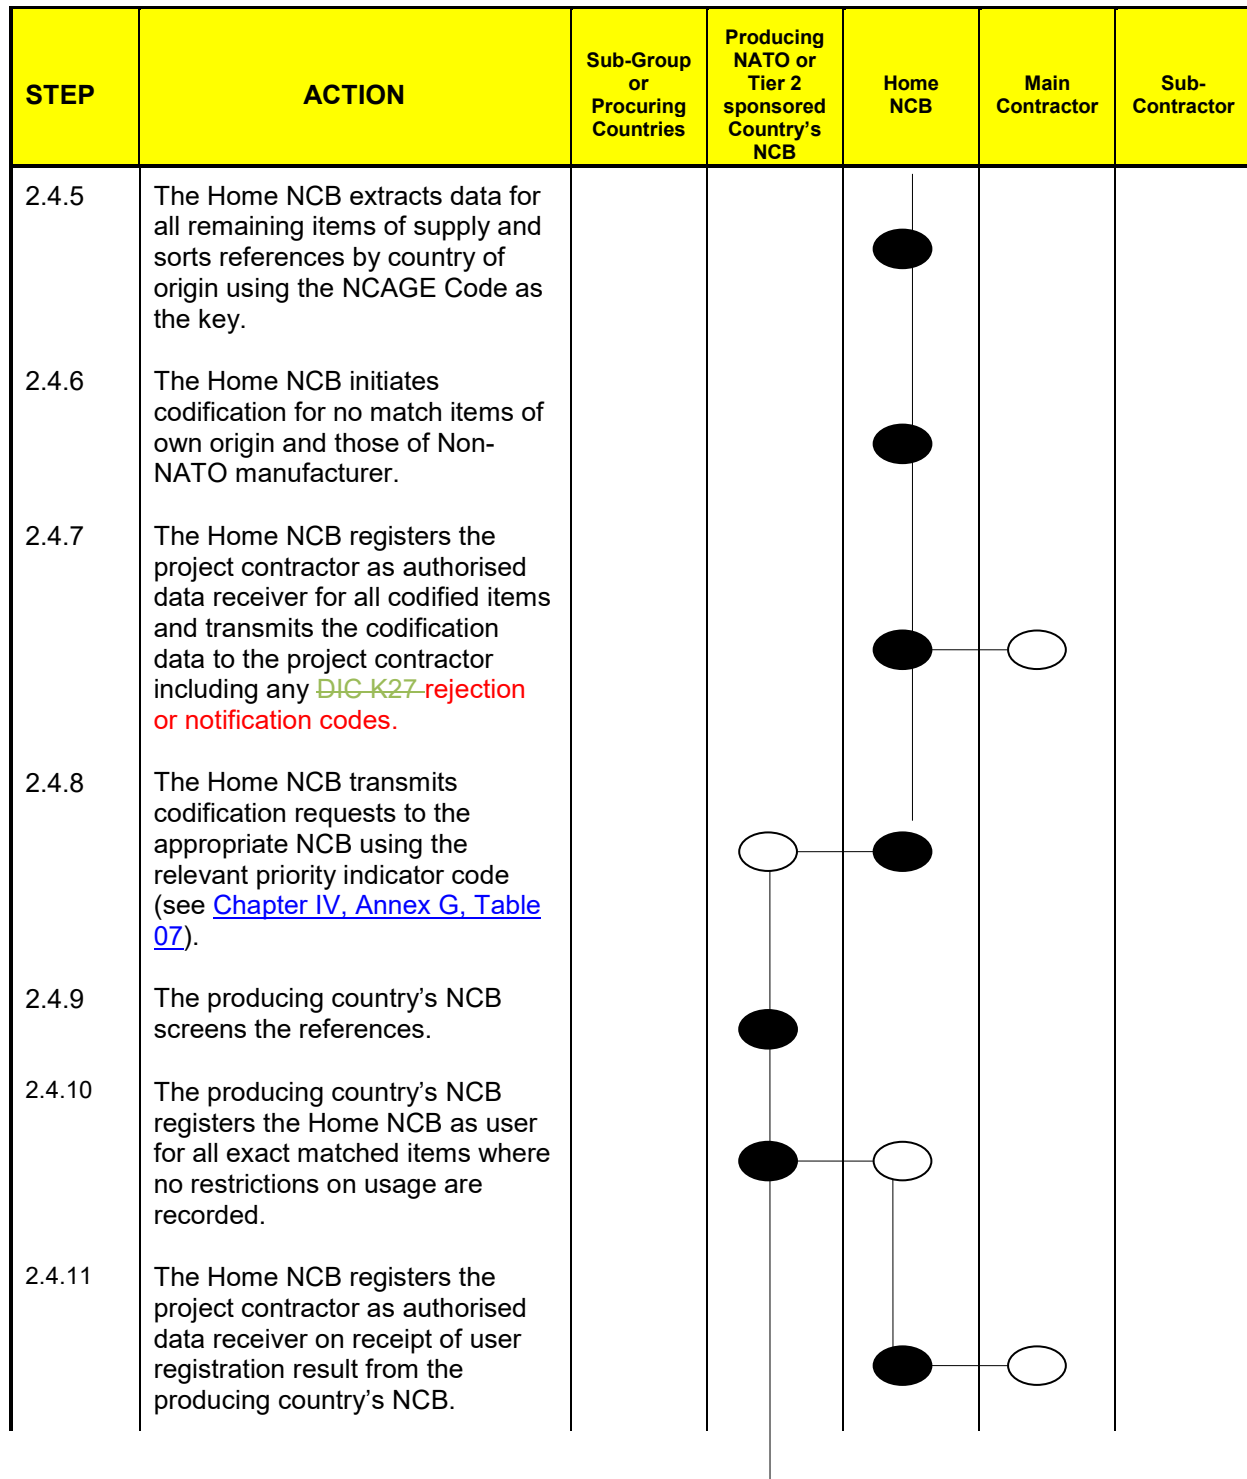 STEP
ACTION
Sub-Group
or
Procuring
Countries
Producing
NATO or
Tier 2
sponsored
Country’s
NCB
Home
NCB
Main
Contractor
Sub-
Contractor
2.4.5
The Home NCB extracts data for
all remaining items of supply and
sorts references by country of
origin using the NCAGE Code as
the key.
2.4.6
The Home NCB initiates
codification for no match items of
own origin and those of Non-
NATO manufacturer.
2.4.7
The Home NCB registers the
project contractor as authorised
data receiver for all codified items
and transmits the codification
data to the project contractor
including any DIC K27 rejection
or notification codes.
2.4.8
The Home NCB transmits
codification requests to the
appropriate NCB using the
relevant priority indicator code
(see Chapter IV, Annex G, Table
07).
2.4.9
The producing country’s NCB
screens the references.
2.4.10
The producing country’s NCB
registers the Home NCB as user
for all exact matched items where
no restrictions on usage are
recorded.
2.4.11
The Home NCB registers the
project contractor as authorised
data receiver on receipt of user
registration result from the
producing country’s NCB.